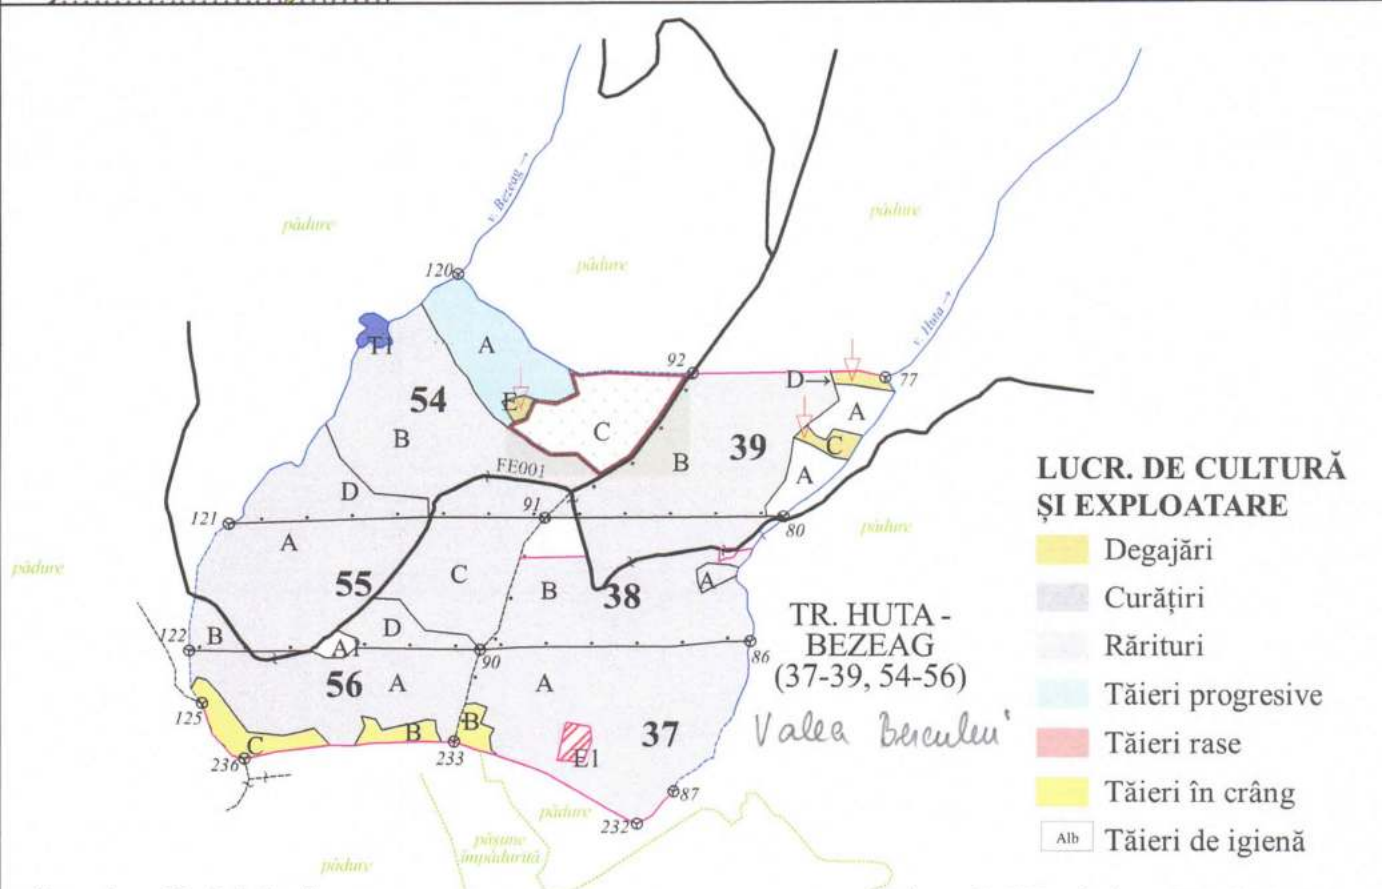 v. Bezeag →
pădure
pădure
pădure
120
v. Huta →
T1
A
92
77
D→
54
E
A
C
B
39
C
B
FE001
A
D
121
91
80
A
pădure
pădure
C
55
B
38
A
D
TR. HUTA -
BEZEAG
(37-39, 54-56)
122
B
A1
90
86
56
A
A
125
B
B
37
C
E1
236
233
87
232
pădure
pășune
împădurită
pădure
Valea
LUCR. DE CULTURĂ
ȘI EXPLOATARE
Degajări
Curățiri
Rărituri
Tăieri progresive
Tăieri rase
Tăieri în crâng
Alb
Tăieri de igienă